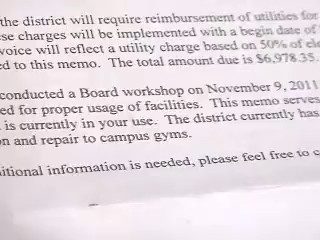 the district will require reimbursement of utilities for
se charges will be implemented with a begin date of
voice will reflect a utility charge based on 50% of ele
ed to this memo. The total amount due is $6,978.35.
conducted a Board workshop on November 9, 2011
ed for proper usage of facilities. This memo serves
is currently in your use. The district currently has
on and repair to campus gyms.
itional information is needed, please feel free to c